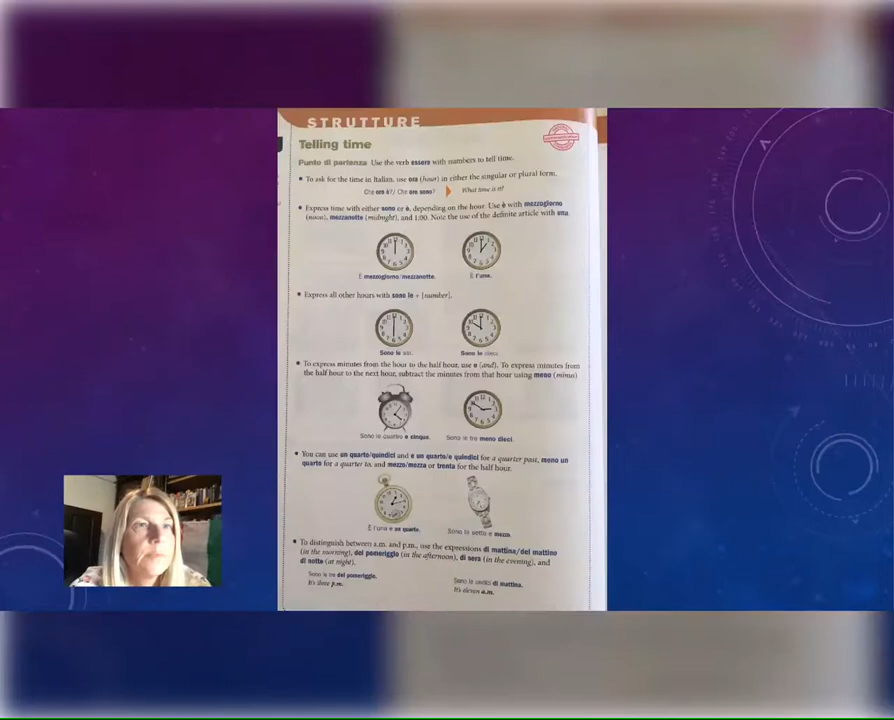 STRUTTURE
Telling time
Punto di partenza Use the verb essere with numbers to tell time.
• To ask for the time in Italian, use ora (hour) in either the singular or plural form.
Che ora è?/ Che ore sono? What time is it?
• Express time with either sono or è, depending on the hour. Use è with mezzogiorno
(noon), mezzanotte (midnight), and 1:00. Note the use of the definite article with una.
È mezzogiorno/mezzanotte. È l'una.
• Express all other hours with sono le + [number].
Sono le sei. Sono le dieci.
• To express minutes from the hour to the half hour, use e (and). To express minutes from
the half hour to the next hour, subtract the minutes from that hour using meno (minus)
Sono le quattro e cinque. Sono le tre meno dieci.
• You can use un quarto/quindici and e un quarto/e quindici for a quarter past, meno un
quarto for a quarter to, and mezzo/mezza or trenta for the half hour.
È l'una e un quarto. Sono le sette e mezza.
• To distinguish between a.m. and p.m., use the expressions di mattina/del mattino
(in the morning), del pomeriggio (in the afternoon), di sera (in the evening), and
di notte (at night).
Sono le tre del pomeriggio. Sono le undici di mattina.
It's three p.m. It's eleven a.m.